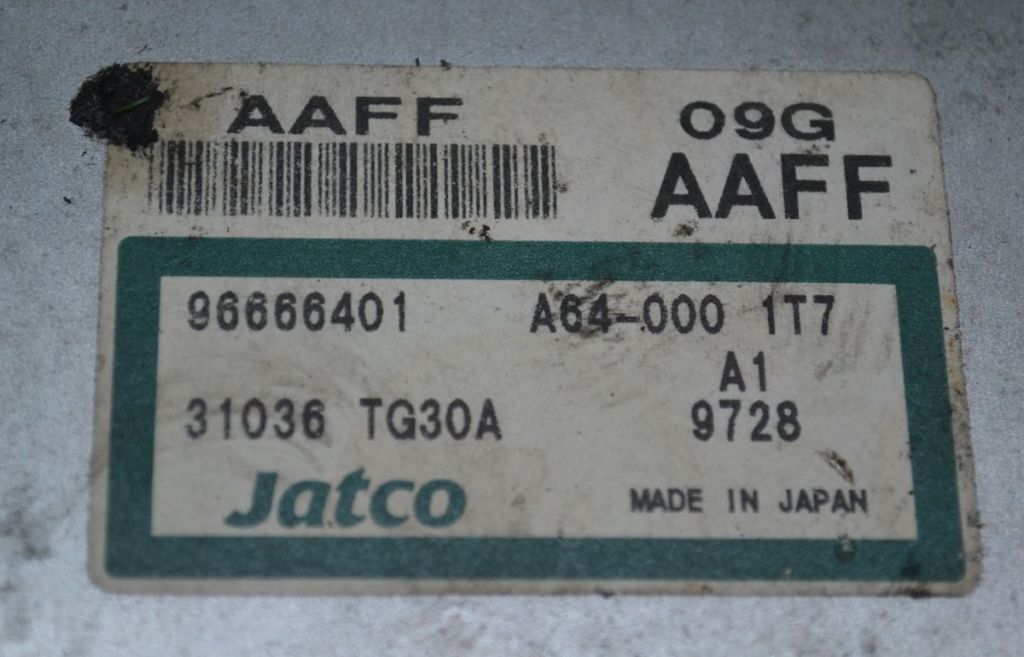 AAFF
09G
AAFF
96666401 A64-000 1T7
A1
31036 TG30A 9728
Jatco MADE IN JAPAN